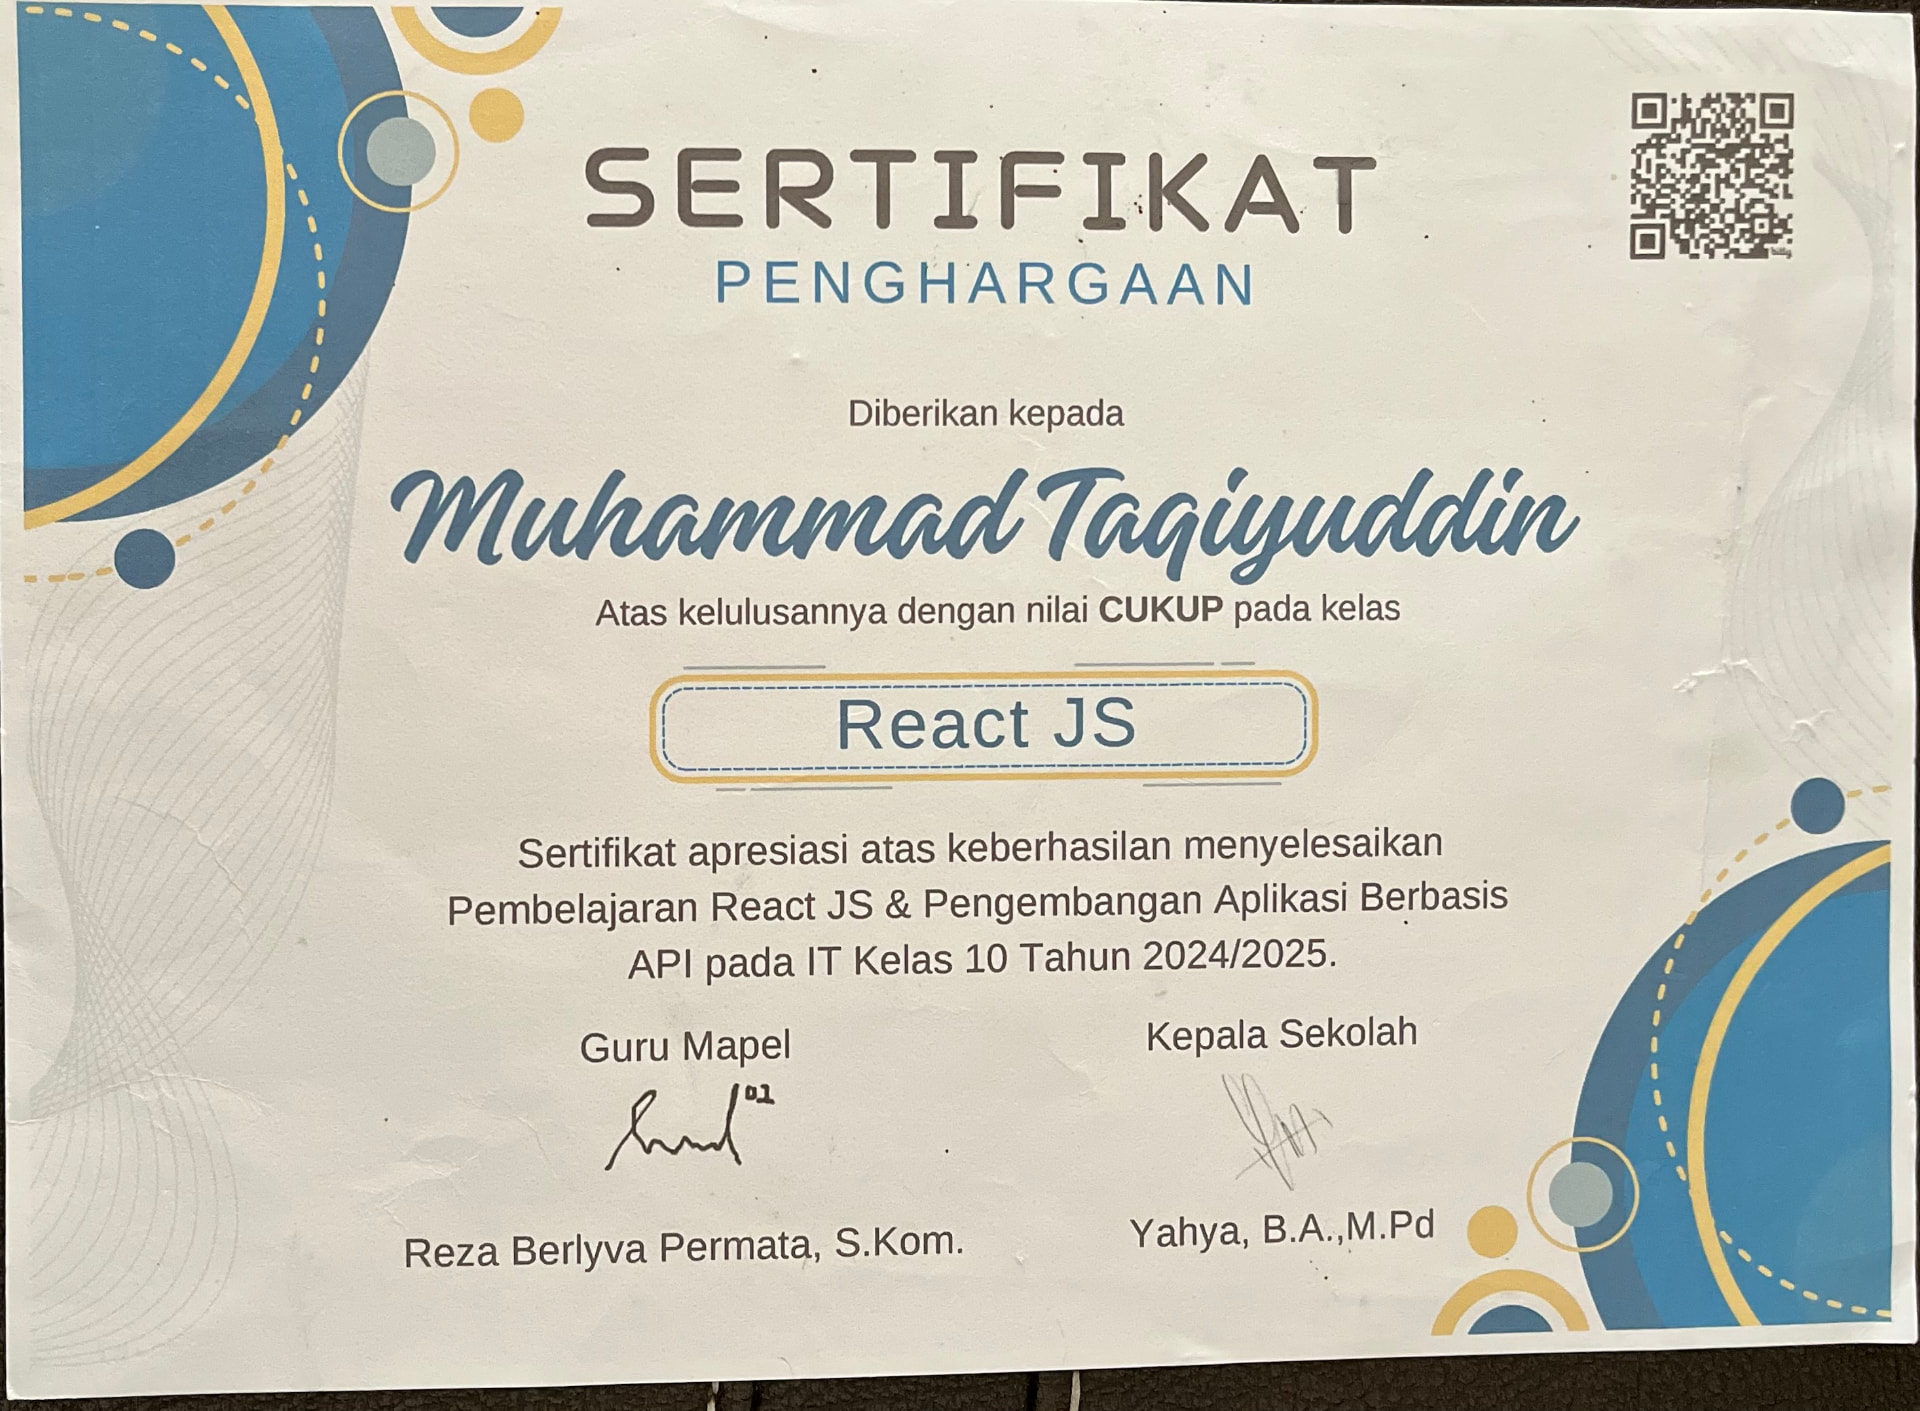 SERTIFIKAT
PENGHARGAAN
Diberikan kepada
Muhammad Taqiyuddin
Atas kelulusannya dengan nilai CUKUP pada kelas
React JS
Sertifikat apresiasi atas keberhasilan menyelesaikan
Pembelajaran React JS & Pengembangan Aplikasi Berbasis
API pada IT Kelas 10 Tahun 2024/2025.
Guru Mapel
Kepala Sekolah
Reza Berlyva Permata, S.Kom.
Yahya, B.A.,M.Pd